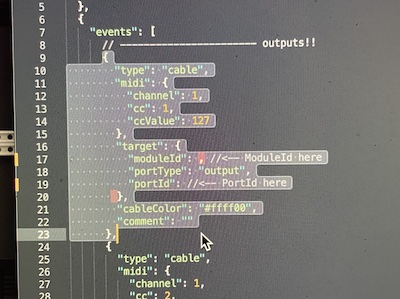 5 },
6 {
7 "events": [
8 // ——————————————— outputs!!
9 {
10 "type": "cable",
11 "midi": {
12 "channel": 1,
13 "cc": 1,
14 "ccValue": 127
15 },
16 "target": {
17 "moduleId": , //<—— ModuleId here
18 "portType": "output",
19 "portId": //<—— PortId here
20 },
21 "cableColor": "#ffff00",
22 "comment": ""
23 },
24 {
25 "type": "cable",
26 "midi": {
27 "channel": 1,
28 "cc": 2,